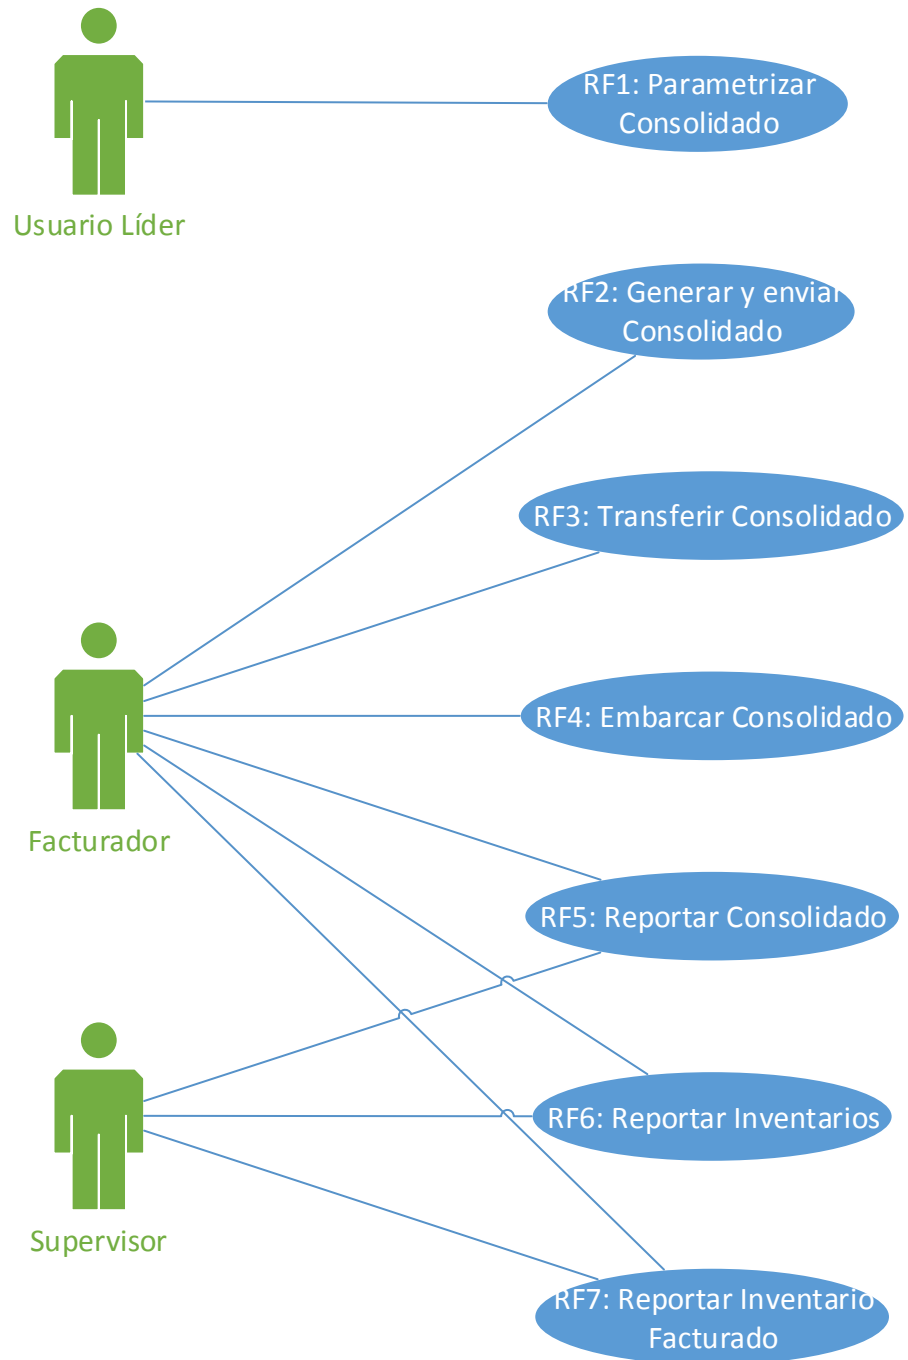 RF1: Parametrizar
Consolidado
Usuario Líder
RF2: Generar y enviar
Consolidado
RF3: Transferir Consolidado
RF4: Embarcar Consolidado
Facturador
RF5: Reportar Consolidado
RF6: Reportar Inventarios
Supervisor
RF7: Reportar Inventario
Facturado